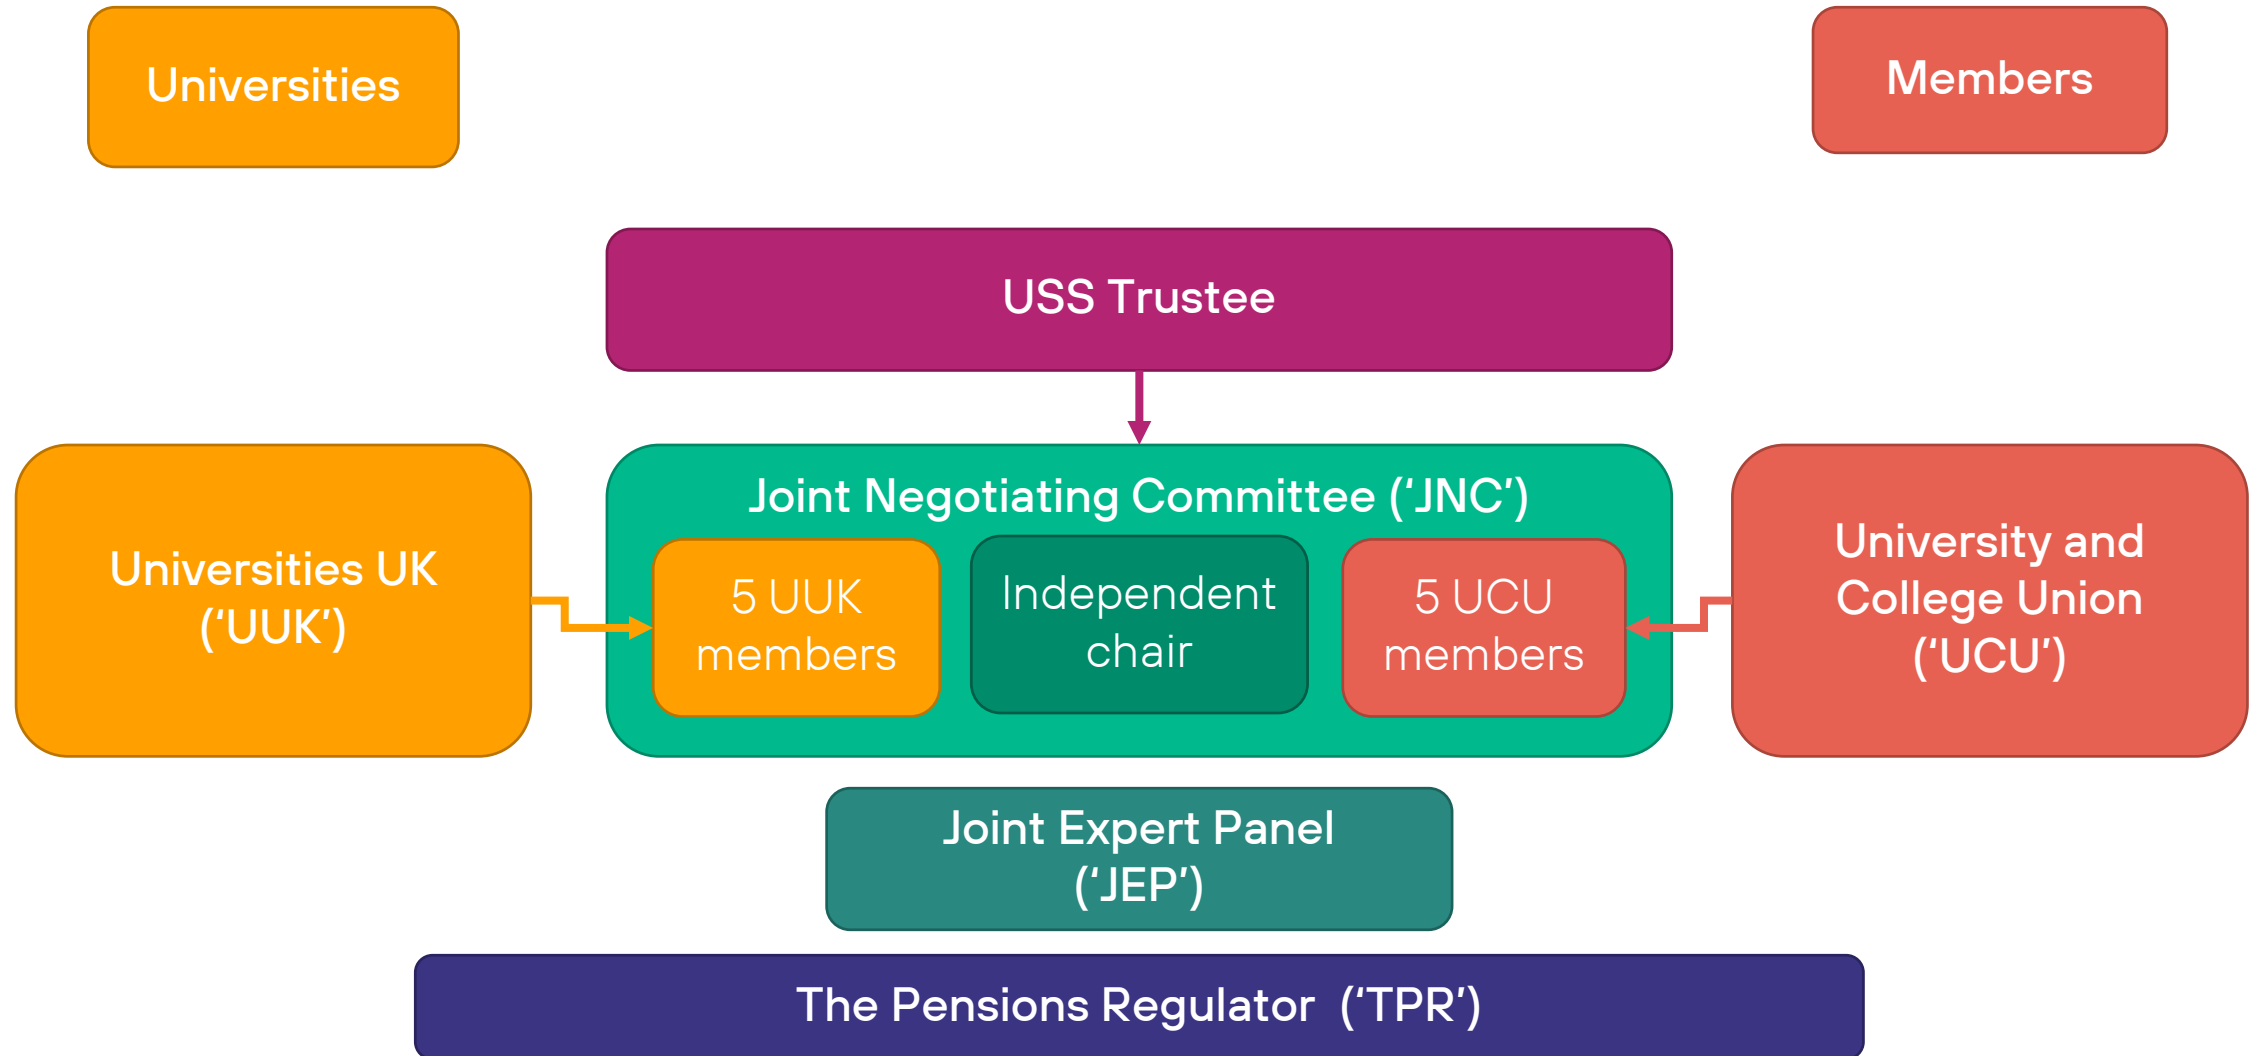 Universities
Members
USS Trustee
Universities UK
(‘UUK’)
Joint Negotiating Committee (‘JNC’)
5 UUK
members
Independent
chair
5 UCU
members
University and
College Union
(‘UCU’)
Joint Expert Panel
(‘JEP’)
The Pensions Regulator  (‘TPR’)